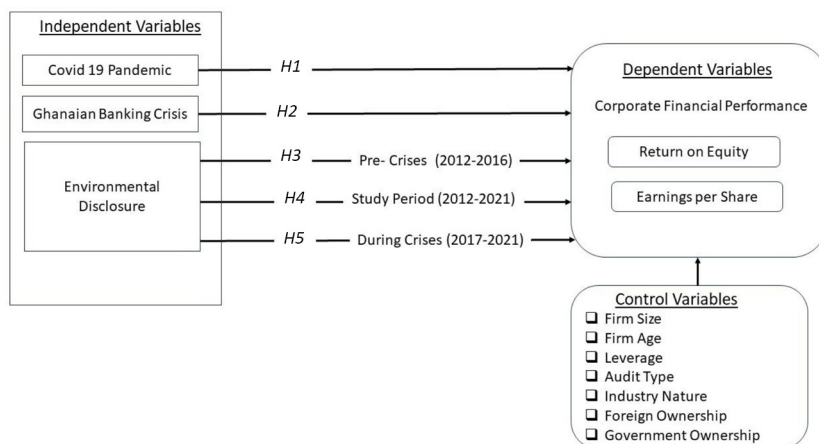 Independent Variables
Covid 19 Pandemic
Ghanaian Banking Crisis
Environmental
Disclosure
H1
H2
H3
Pre- Crises (2012-2016)
H4
Study Period (2012-2021)
H5
During Crises (2017-2021)
Dependent Variables
Corporate Financial Performance
Return on Equity
Earnings per Share
Control Variables
❑ Firm Size
❑ Firm Age
❑ Leverage
❑ Audit Type
❑ Industry Nature
❑ Foreign Ownership
❑ Government Ownership